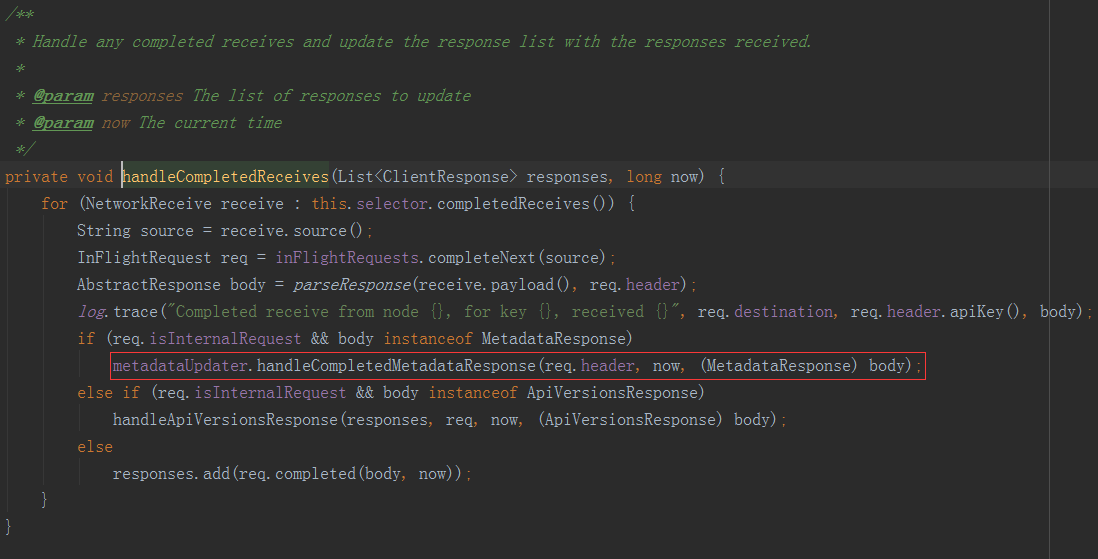 /**
 * Handle any completed receives and update the response list with the responses received.
 *
 * @param responses The list of responses to update
 * @param now The current time
 */
private void handleCompletedReceives(List<ClientResponse> responses, long now) {
    for (NetworkReceive receive : this.selector.completedReceives()) {
        String source = receive.source();
        InFlightRequest req = inFlightRequests.completeNext(source);
        AbstractResponse body = parseResponse(receive.payload(), req.header);
        log.trace("Completed receive from node {}, for key {}, received {}", req.destination, req.header.apiKey(), body);
        if (req.isInternalRequest && body instanceof MetadataResponse)
            metadataUpdater.handleCompletedMetadataResponse(req.header, now, (MetadataResponse) body);
        else if (req.isInternalRequest && body instanceof ApiVersionsResponse)
            handleApiVersionsResponse(responses, req, now, (ApiVersionsResponse) body);
        else
            responses.add(req.completed(body, now));
    }
}